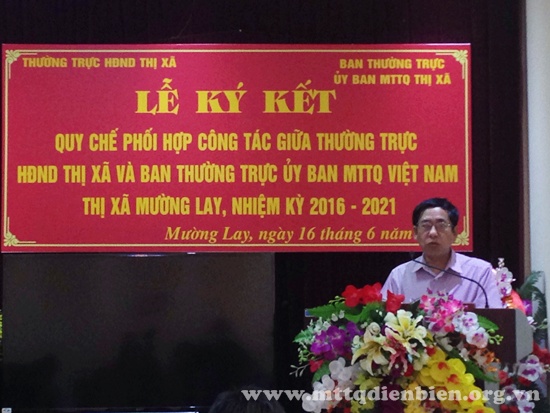 THƯỜNG TRỰC HĐND THỊ XÃ
BAN THƯỜNG TRỰC
ỦY BAN MTTQ THỊ XÃ
LỄ KÝ KẾT
QUY CHẾ PHỐI HỢP CÔNG TÁC GIỮA THƯỜNG TRỰC
HĐND THỊ XÃ VÀ BAN THƯỜNG TRỰC ỦY BAN MTTQ VIỆT NAM
THỊ XÃ MƯỜNG LAY, NHIỆM KỲ 2016 - 2021
Mường Lay, ngày 16 tháng 6 năm
www.mttqdienbien.org.vn